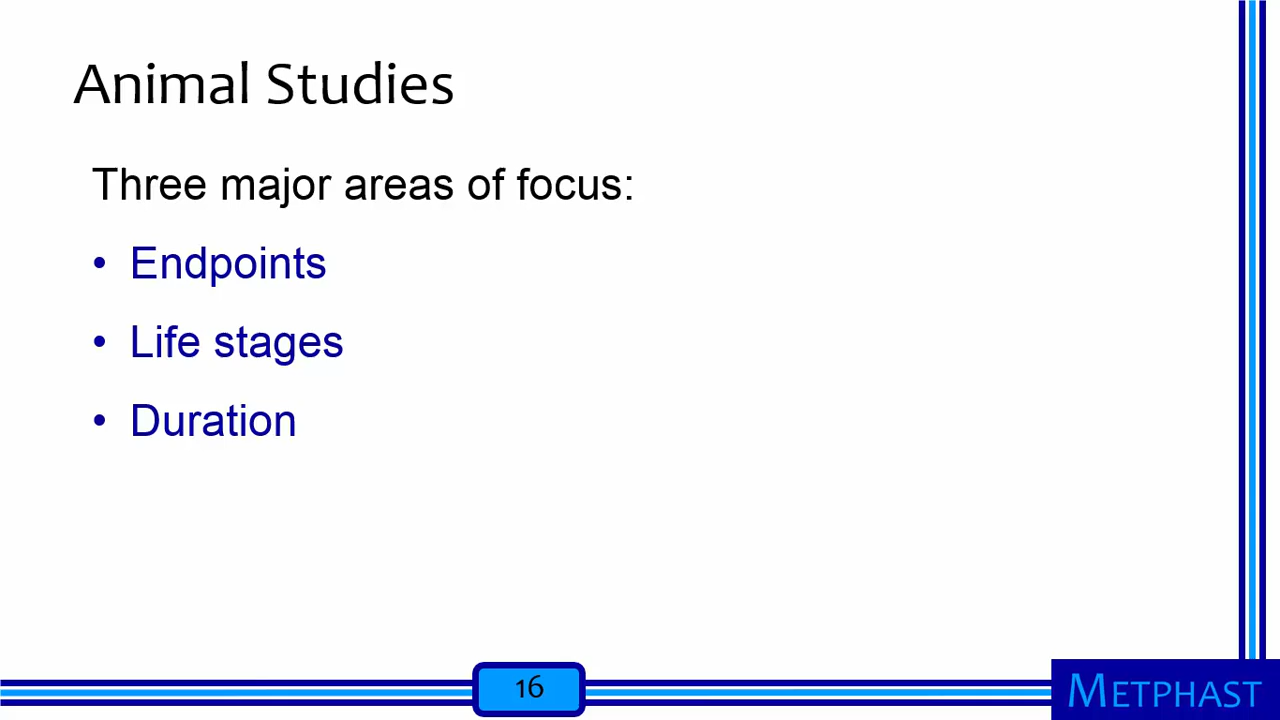 Animal Studies
Three major areas of focus:
• Endpoints
• Life stages
• Duration
16
METPHAST